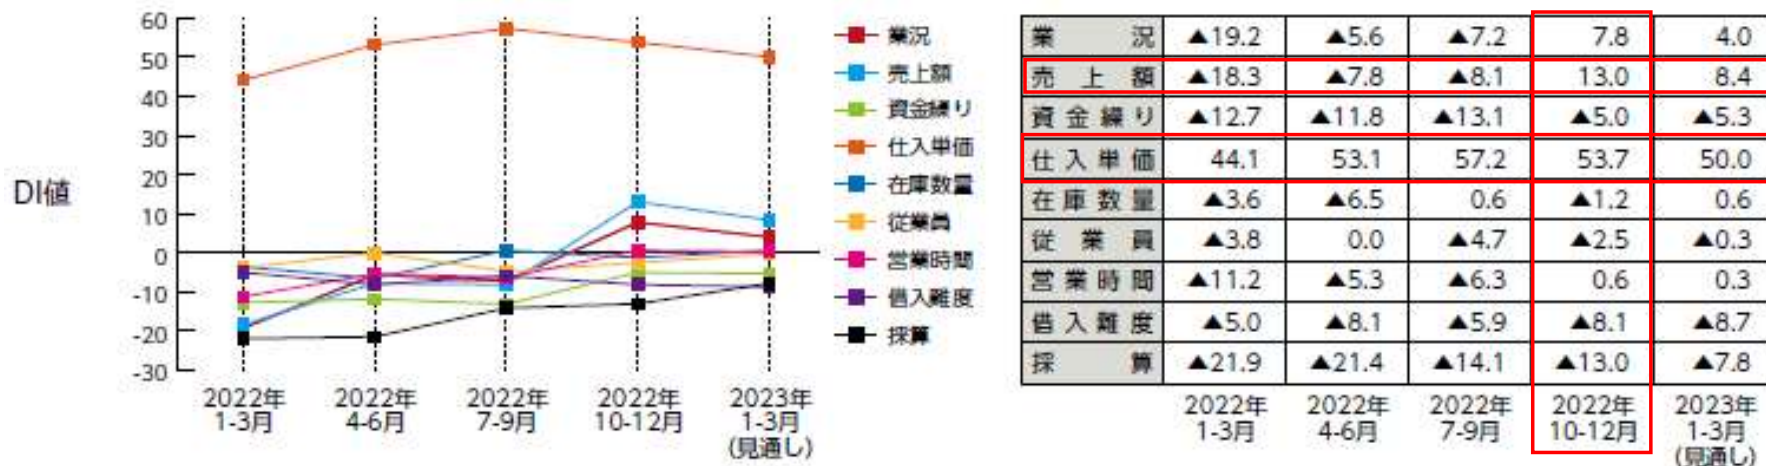 DI値
60
50
40
30
20
10
0
-10
-20
-30
2022年
1-3月
2022年
4-6月
2022年
7-9月
2022年
10-12月
2023年
1-3月
(見通し)
業況
売上額
資金繰り
仕入単価
在庫数量
従業員
営業時間
借入難度
採算
業況 ▲19.2 ▲5.6 ▲7.2 7.8 4.0
売上額 ▲18.3 ▲7.8 ▲8.1 13.0 8.4
資金繰り ▲12.7 ▲11.8 ▲13.1 ▲5.0 ▲5.3
仕入単価 44.1 53.1 57.2 53.7 50.0
在庫数量 ▲3.6 ▲6.5 0.6 ▲1.2 0.6
従業員 ▲3.8 0.0 ▲4.7 ▲2.5 ▲0.3
営業時間 ▲11.2 ▲5.3 ▲6.3 0.6 0.3
借入難度 ▲5.0 ▲8.1 ▲5.9 ▲8.1 ▲8.7
採算 ▲21.9 ▲21.4 ▲14.1 ▲13.0 ▲7.8
2022年
1-3月
2022年
4-6月
2022年
7-9月
2022年
10-12月
2023年
1-3月
(見通し)